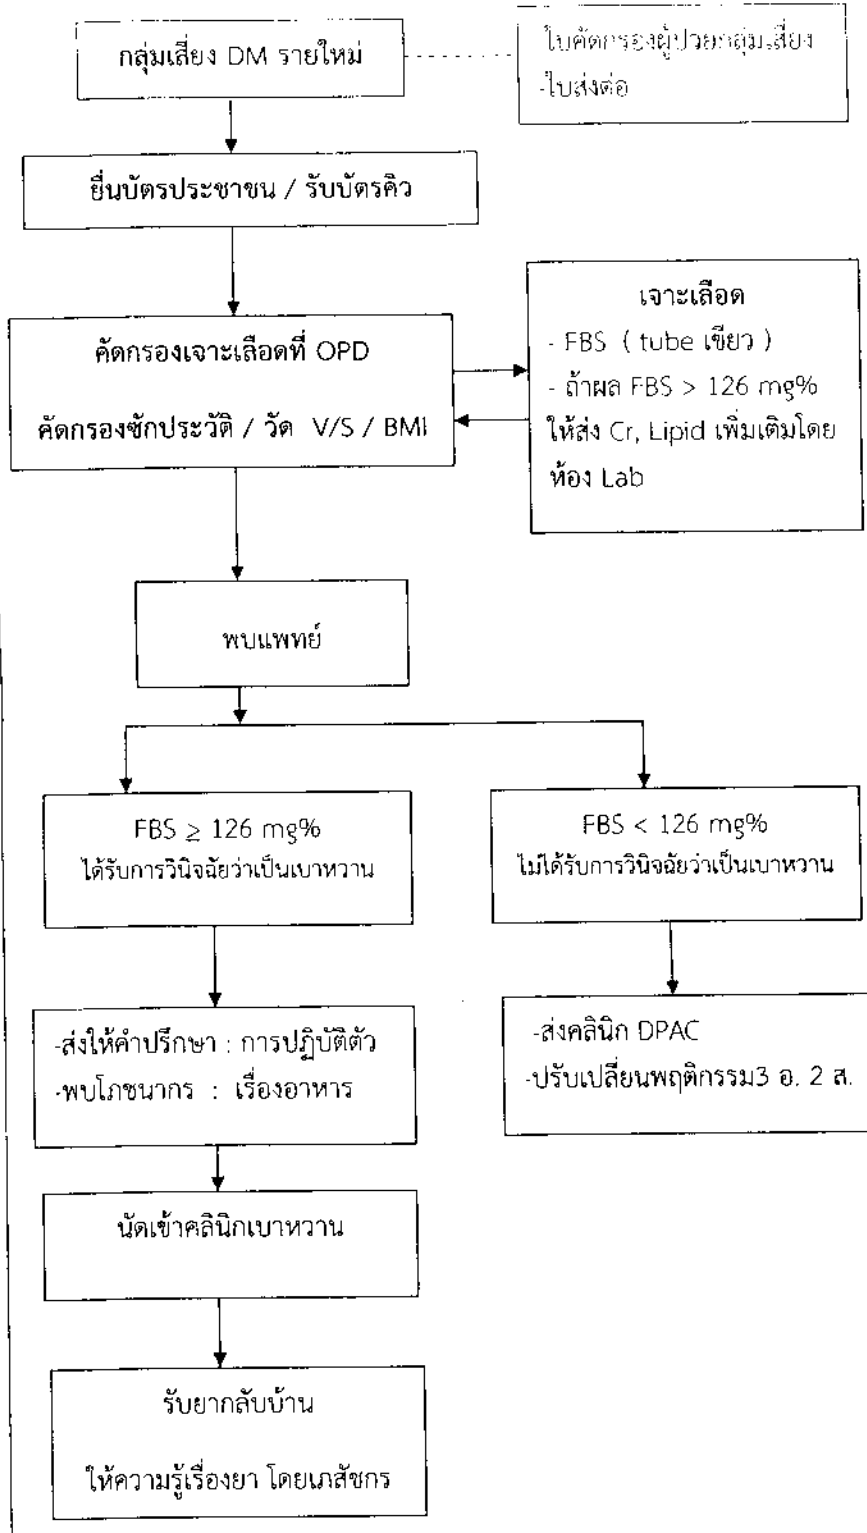 กลุ่มเสี่ยง DM รายใหม่
ใบคัดกรองผู้ป่วยกลุ่มเสี่ยง
-ใบส่งต่อ
ยื่นบัตรประชาชน / รับบัตรคิว
คัดกรองเจาะเลือดที่ OPD
คัดกรองซักประวัติ / วัด V/S / BMI
เจาะเลือด
- FBS ( tube เขียว )
- ถ้าผล FBS > 126 mg%
ให้ส่ง Cr, Lipid เพิ่มเติมโดย
ห้อง Lab
พบแพทย์
FBS ≥ 126 mg%
ได้รับการวินิจฉัยว่าเป็นเบาหวาน
FBS < 126 mg%
ไม่ได้รับการวินิจฉัยว่าเป็นเบาหวาน
-ส่งให้คำปรึกษา : การปฏิบัติตัว
-พบโภชนากร : เรื่องอาหาร
-ส่งคลินิก DPAC
-ปรับเปลี่ยนพฤติกรรม3 อ. 2 ส.
นัดเข้าคลินิกเบาหวาน
รับยากลับบ้าน
ให้ความรู้เรื่องยา โดยเภสัชกร